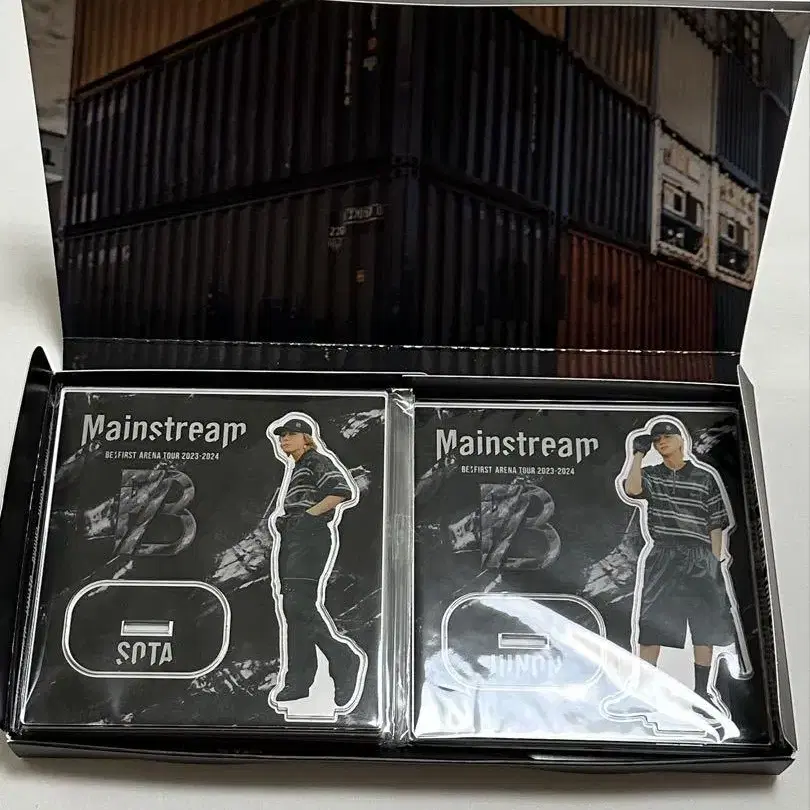 Mainstream
BE:FIRST ARENA TOUR 2023-2024
SOTA
Mainstream
BE:FIRST ARENA TOUR 2023-2024
JUNON